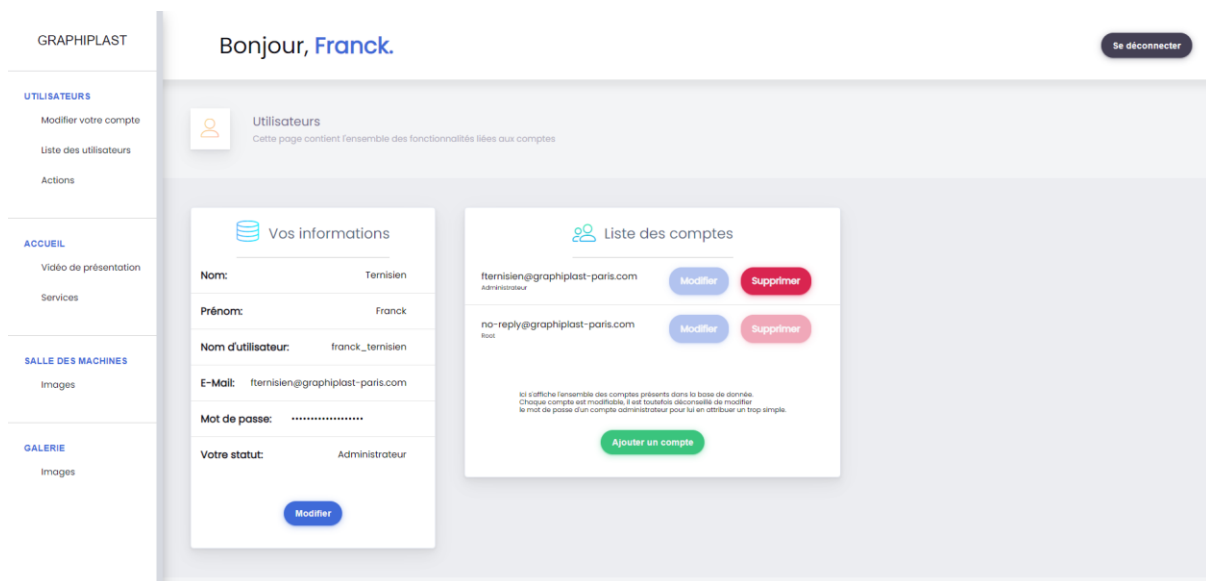 GRAPHIPLAST
Bonjour, Franck.
Se déconnecter
UTILISATEURS
Modifier votre compte
Liste des utilisateurs
Actions
ACCUEIL
Vidéo de présentation
Services
SALLE DES MACHINES
Images
GALERIE
Images
Utilisateurs
Cette page contient l'ensemble des fonctionnalités liées aux comptes
Vos informations
Nom: Ternisien
Prénom: Franck
Nom d'utilisateur: franck_ternisien
E-Mail: fternisien@graphiplast-paris.com
Mot de passe: •••••••••••••••••••
Votre statut: Administrateur
Modifier
Liste des comptes
fternisien@graphiplast-paris.com
Administrateur
Modifier
Supprimer
no-reply@graphiplast-paris.com
Root
Modifier
Supprimer
Ici s'affiche l'ensemble des comptes présents dans la base de donnée.
Chaque compte est modifiable, il est toutefois déconseillé de modifier
le mot de passe d'un compte administrateur pour lui en attribuer un trop simple.
Ajouter un compte